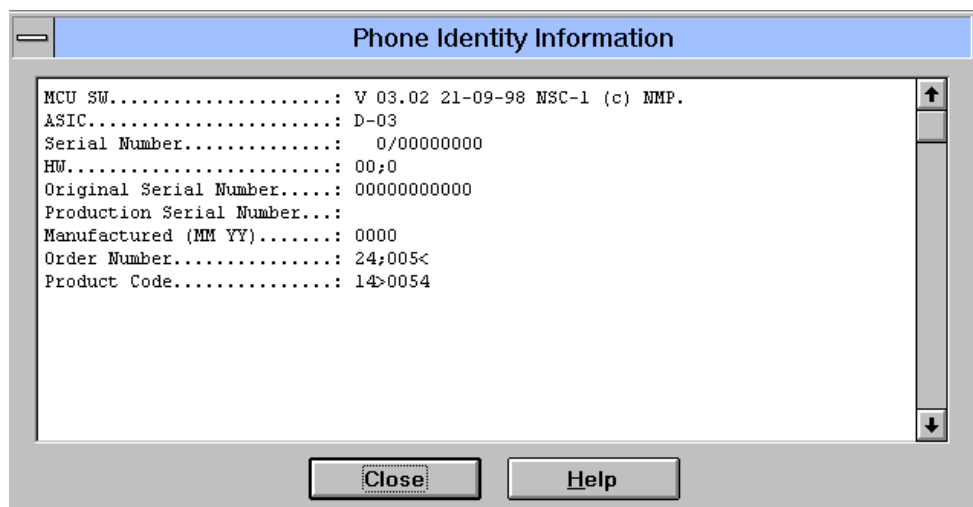 Phone Identity Information
MCU SW.....................: V 03.02 21-09-98 NSC-1 (c) NMP.
ASIC.......................: D-03
Serial Number..............:   0/00000000
HW.........................: 00;0
Original Serial Number.....: 00000000000
Production Serial Number...:
Manufactured (MM YY).......: 0000
Order Number...............: 24;005<
Product Code...............: 14>0054
Close
Help